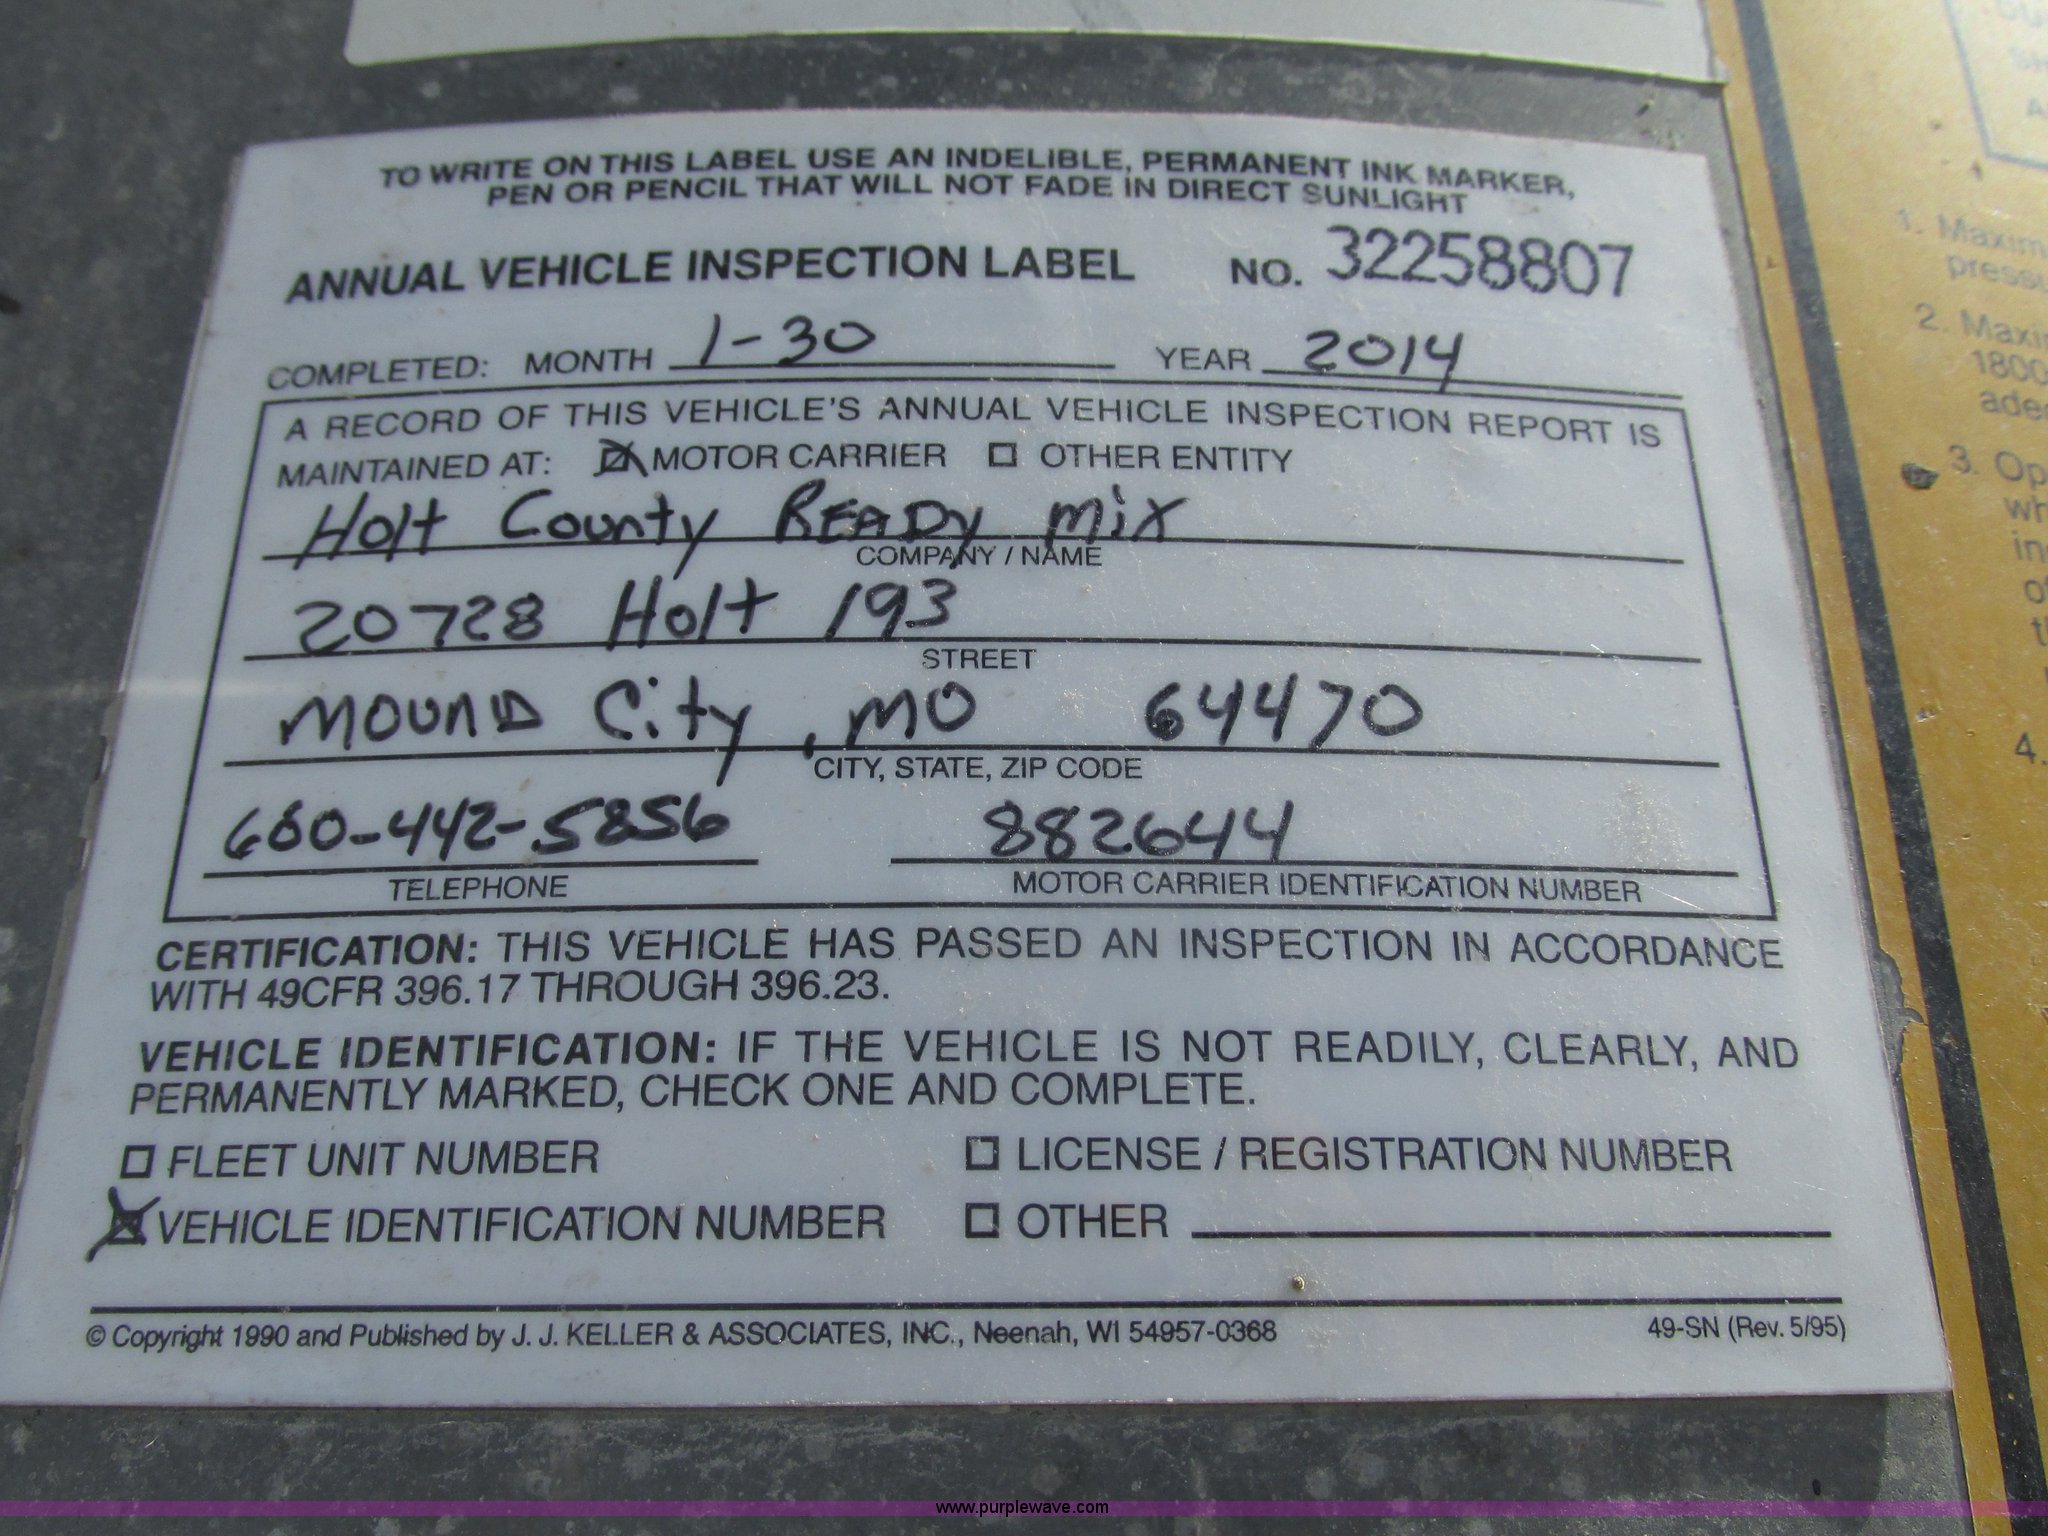 TO WRITE ON THIS LABEL USE AN INDELIBLE, PERMANENT INK MARKER,
PEN OR PENCIL THAT WILL NOT FADE IN DIRECT SUNLIGHT
ANNUAL VEHICLE INSPECTION LABEL NO. 32258807
COMPLETED: MONTH 1-30 YEAR 2014
A RECORD OF THIS VEHICLE'S ANNUAL VEHICLE INSPECTION REPORT IS
MAINTAINED AT: MOTOR CARRIER OTHER ENTITY
Holt County READY Mix
COMPANY / NAME
20728 Holt 193
STREET
Mound City, MO 64470
CITY, STATE, ZIP CODE
660-442-5856 882644
TELEPHONE MOTOR CARRIER IDENTIFICATION NUMBER
CERTIFICATION: THIS VEHICLE HAS PASSED AN INSPECTION IN ACCORDANCE
WITH 49CFR 396.17 THROUGH 396.23.
VEHICLE IDENTIFICATION: IF THE VEHICLE IS NOT READILY, CLEARLY, AND
PERMANENTLY MARKED, CHECK ONE AND COMPLETE.
FLEET UNIT NUMBER LICENSE / REGISTRATION NUMBER
VEHICLE IDENTIFICATION NUMBER OTHER
© Copyright 1990 and Published by J. J. KELLER & ASSOCIATES, INC., Neenah, WI 54957-0368 49-SN (Rev. 5/95)
1.
2.
1800
3.
4.
www.purplewave.com